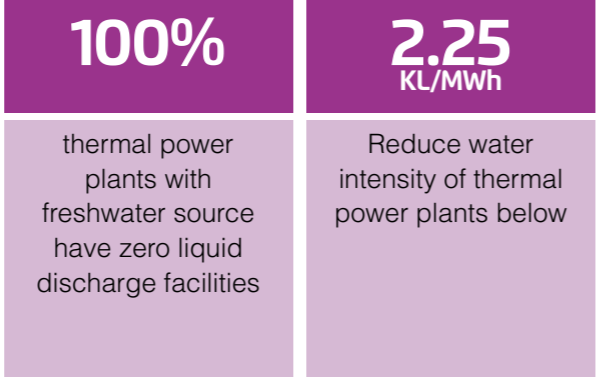 100%
thermal power
plants with
freshwater source
have zero liquid
discharge facilities
2.25
KL/MWh
Reduce water
intensity of thermal
power plants below